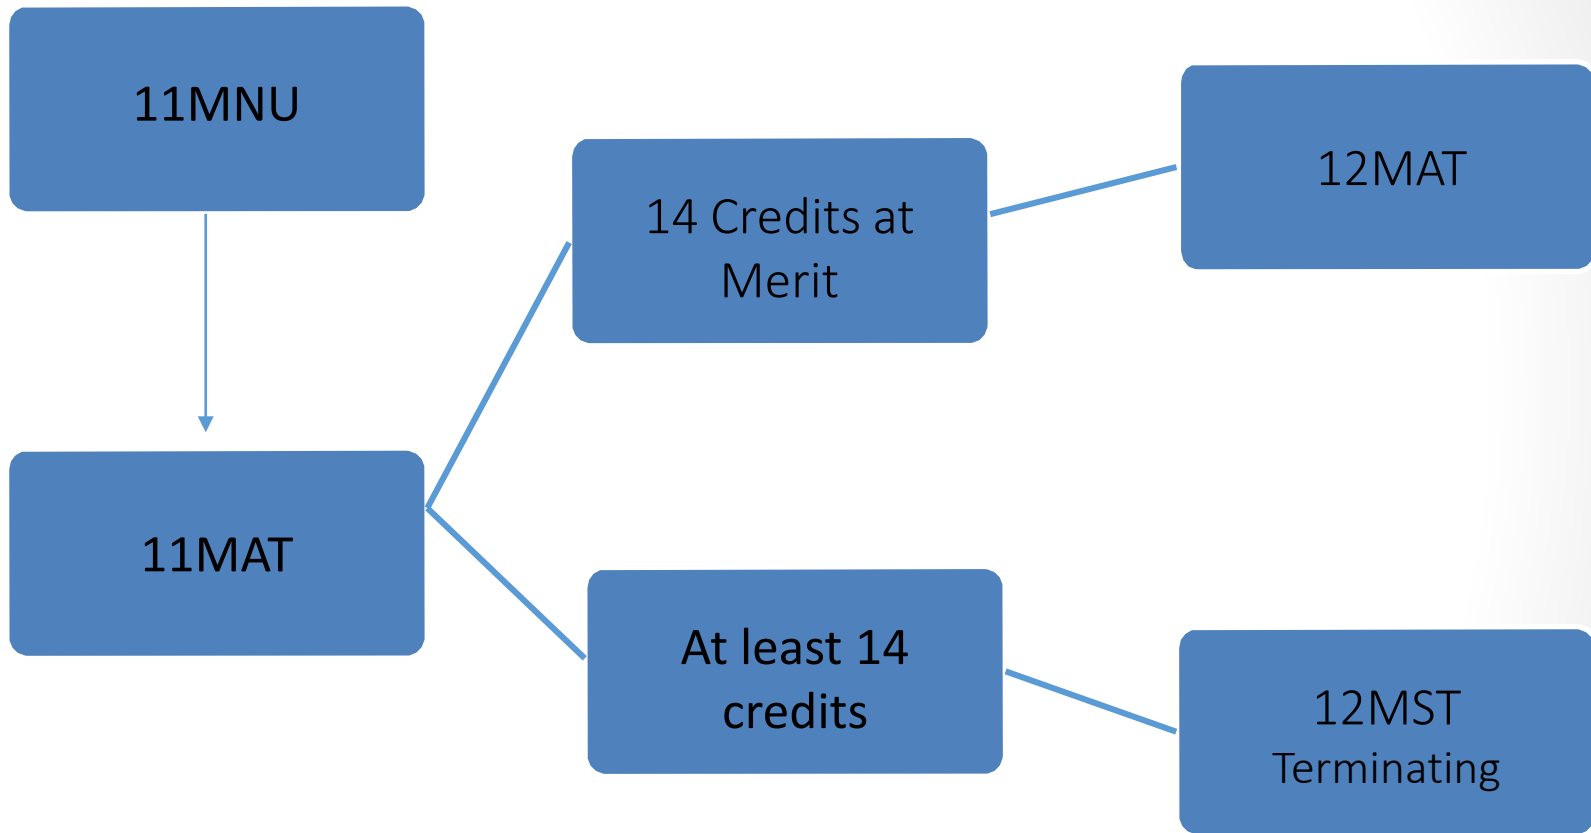 11MNU
11MAT
14 Credits at
Merit
At least 14
credits
12MAT
12MST
Terminating